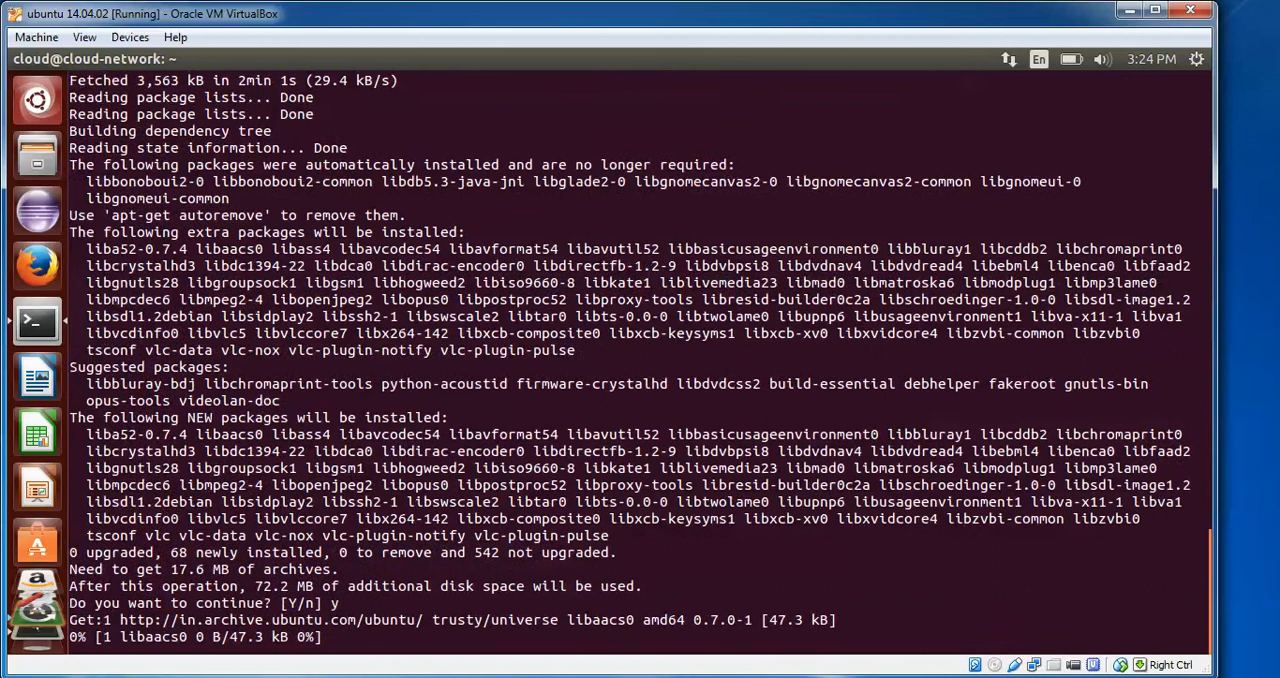 ubuntu 14.04.02 [Running] - Oracle VM VirtualBox
Machine View Devices Help
cloud@cloud-network: ~ En 3:24 PM
Fetched 3,563 kB in 2min 1s (29.4 kB/s)
Reading package lists... Done
Reading package lists... Done
Building dependency tree
Reading state information... Done
The following packages were automatically installed and are no longer required:
libbonoboui2-0 libbonoboui2-common libdb5.3-java-jni libglade2-0 libgnomecanvas2-0 libgnomecanvas2-common libgnomeui-0
libgnomeui-common
Use 'apt-get autoremove' to remove them.
The following extra packages will be installed:
liba52-0.7.4 libaacs0 libass4 libavcodec54 libavformat54 libavutil52 libbasicusageenvironment0 libbluray1 libcddb2 libchromaprint0
libcrystalhd3 libdc1394-22 libdca0 libdirac-encoder0 libdirectfb-1.2-9 libdvbpsi8 libdvdnav4 libdvdread4 libebml4 libenca0 libfaad2
libgnutls28 libgroupsock1 libgsm1 libhogweed2 libiso9660-8 libkate1 liblivemedia23 libmad0 libmatroska6 libmodplug1 libmp3lame0
libmpcdec6 libmpeg2-4 libopenjpeg2 libopus0 libpostproc52 libproxy-tools libresid-builder0c2a libschroedinger-1.0-0 libsdl-image1.2
libsdl1.2debian libsidplay2 libssh2-1 libswscale2 libtar0 libts-0.0-0 libtwolame0 libupnp6 libusageenvironment1 libva-x11-1 libva1
libvcdinfo0 libvlc5 libvlccore7 libx264-142 libxcb-composite0 libxcb-keysyms1 libxcb-xv0 libxvidcore4 libzvbi-common libzvbi0
tsconf vlc-data vlc-nox vlc-plugin-notify vlc-plugin-pulse
Suggested packages:
libbluray-bdj libchromaprint-tools python-acoustid firmware-crystalhd libdvdcss2 build-essential debhelper fakeroot gnutls-bin
opus-tools videolan-doc
The following NEW packages will be installed:
liba52-0.7.4 libaacs0 libass4 libavcodec54 libavformat54 libavutil52 libbasicusageenvironment0 libbluray1 libcddb2 libchromaprint0
libcrystalhd3 libdc1394-22 libdca0 libdirac-encoder0 libdirectfb-1.2-9 libdvbpsi8 libdvdnav4 libdvdread4 libebml4 libenca0 libfaad2
libgnutls28 libgroupsock1 libgsm1 libhogweed2 libiso9660-8 libkate1 liblivemedia23 libmad0 libmatroska6 libmodplug1 libmp3lame0
libmpcdec6 libmpeg2-4 libopenjpeg2 libopus0 libpostproc52 libproxy-tools libresid-builder0c2a libschroedinger-1.0-0 libsdl-image1.2
libsdl1.2debian libsidplay2 libssh2-1 libswscale2 libtar0 libts-0.0-0 libtwolame0 libupnp6 libusageenvironment1 libva-x11-1 libva1
libvcdinfo0 libvlc5 libvlccore7 libx264-142 libxcb-composite0 libxcb-keysyms1 libxcb-xv0 libxvidcore4 libzvbi-common libzvbi0
tsconf vlc vlc-data vlc-nox vlc-plugin-notify vlc-plugin-pulse
0 upgraded, 68 newly installed, 0 to remove and 542 not upgraded.
Need to get 17.6 MB of archives.
After this operation, 72.2 MB of additional disk space will be used.
Do you want to continue? [Y/n] y
Get:1 http://in.archive.ubuntu.com/ubuntu/ trusty/universe libaacs0 amd64 0.7.0-1 [47.3 kB]
0% [1 libaacs0 0 B/47.3 kB 0%]
Right Ctrl